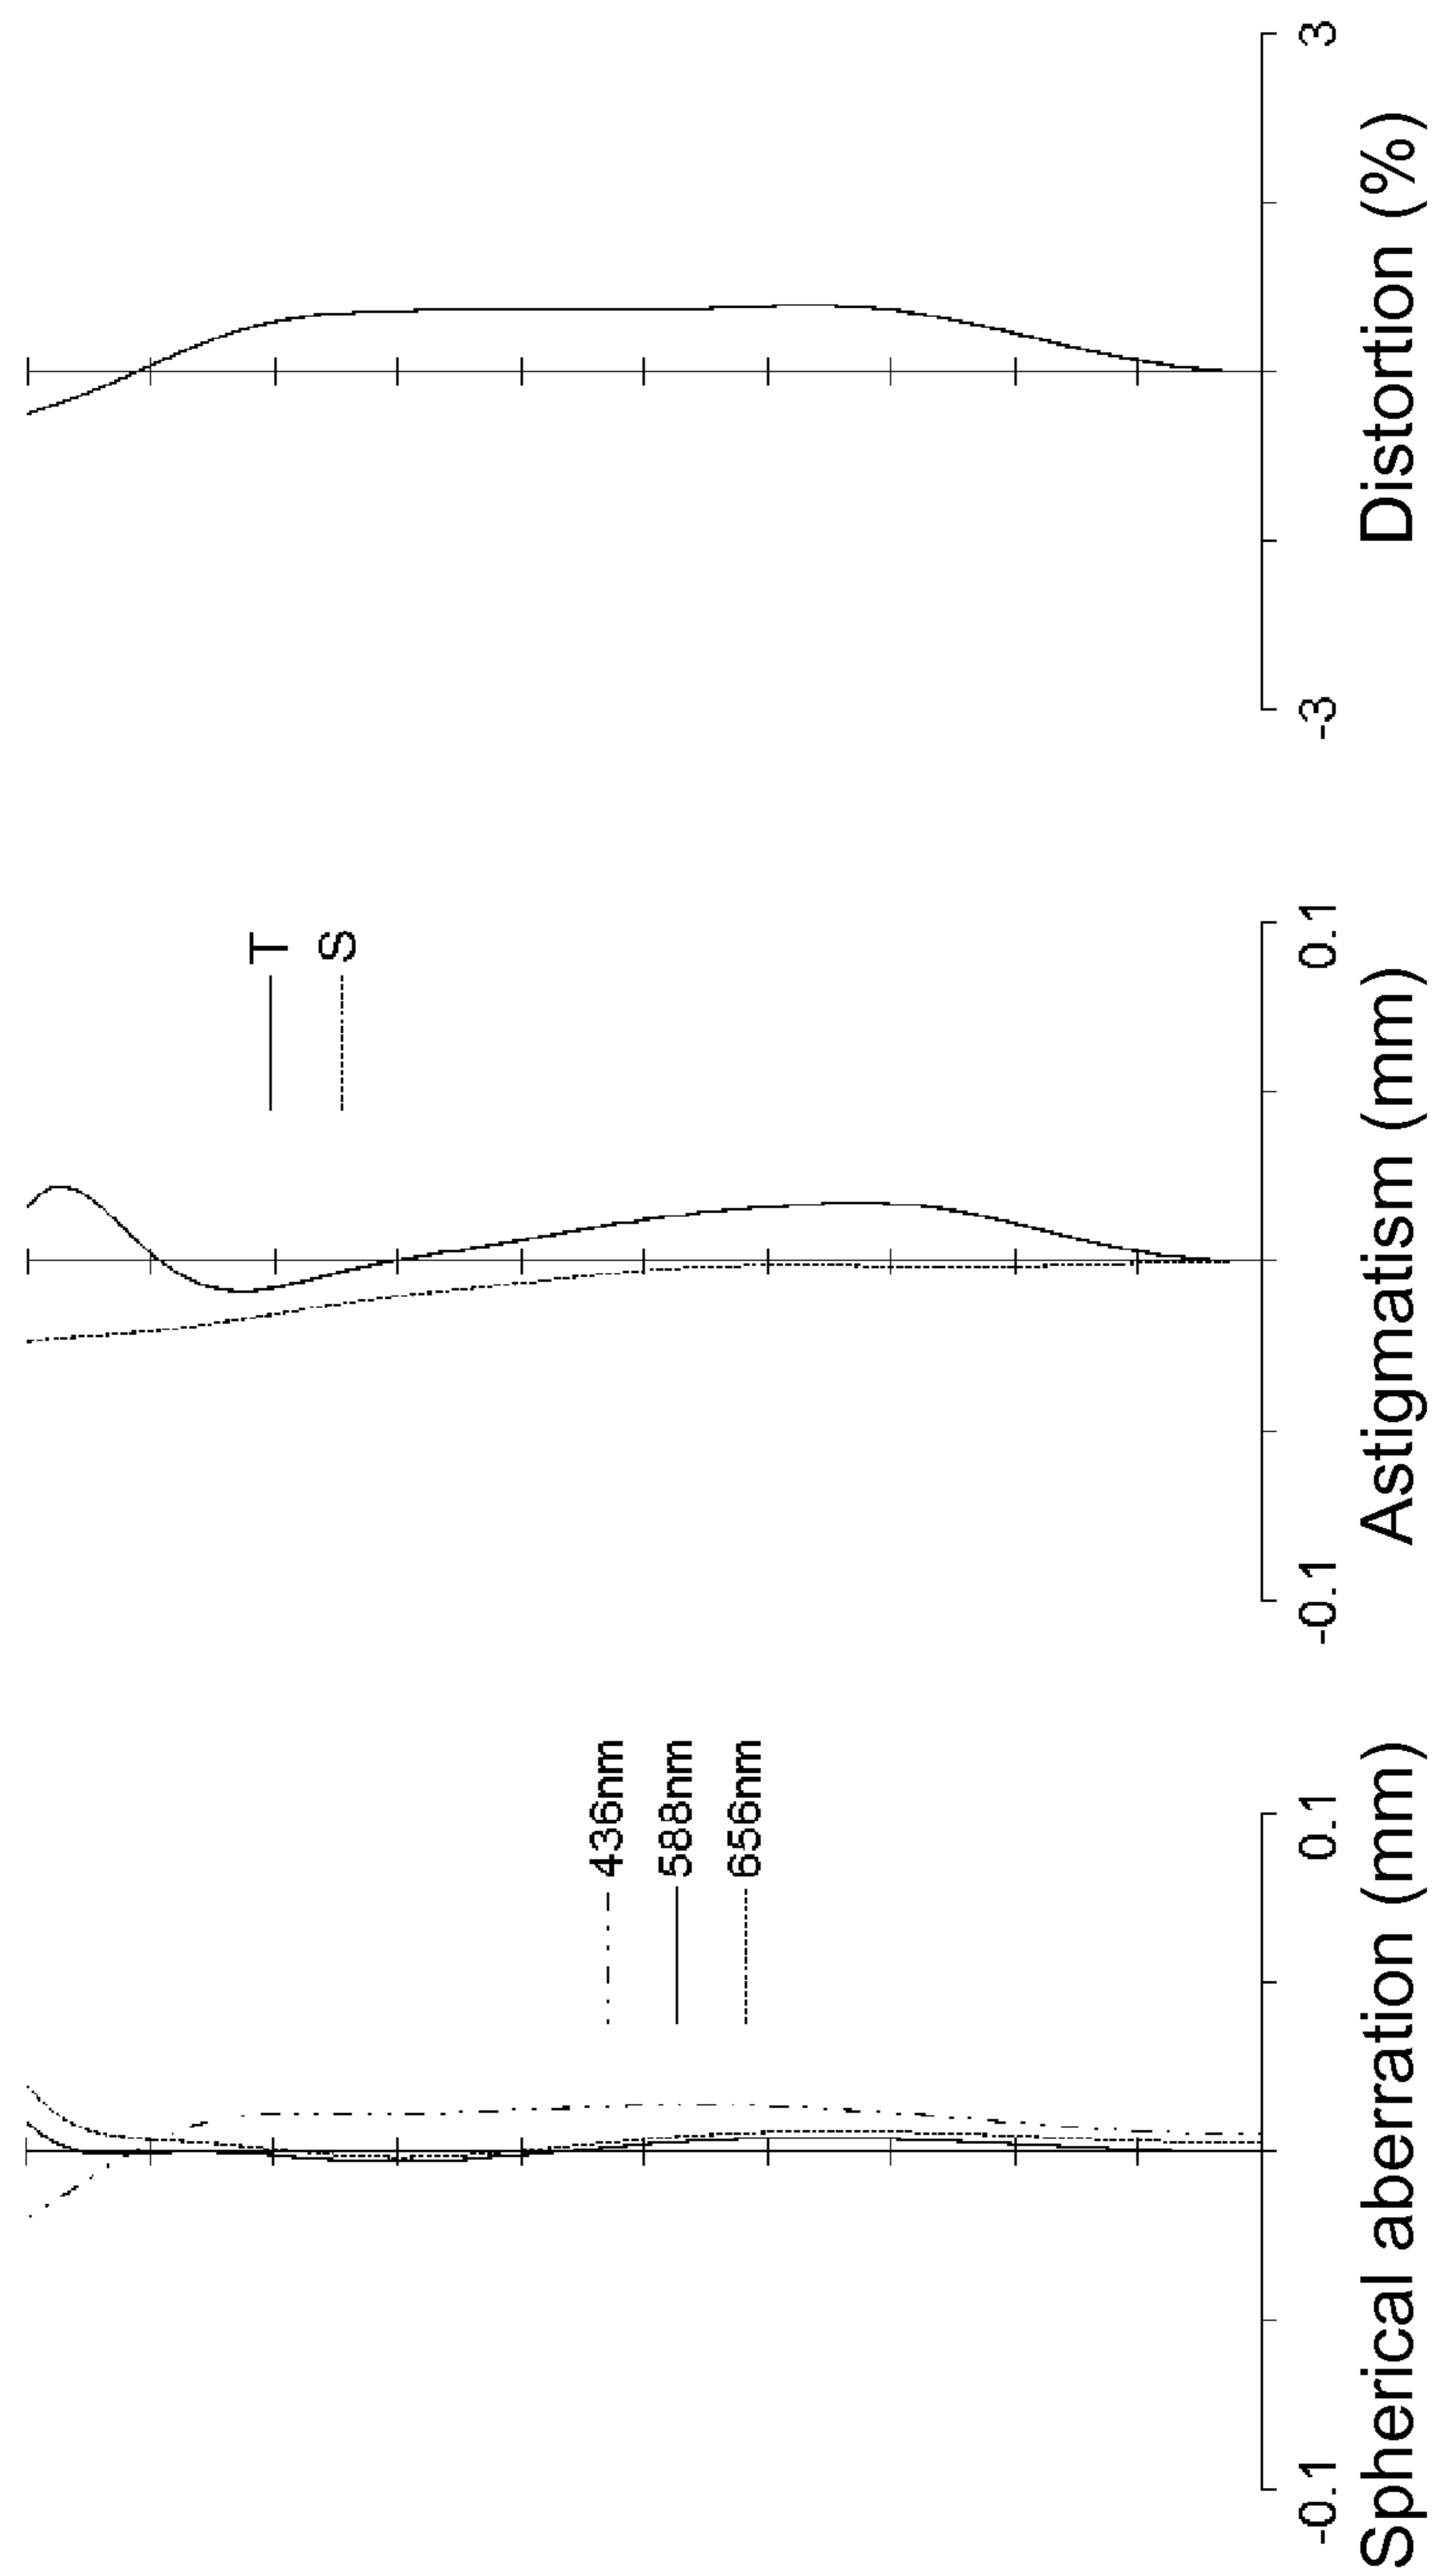 436nm
588nm
656nm
-0.1
0.1
Spherical aberration (mm)
T
S
-0.1
0.1
Astigmatism (mm)
-3
3
Distortion (%)